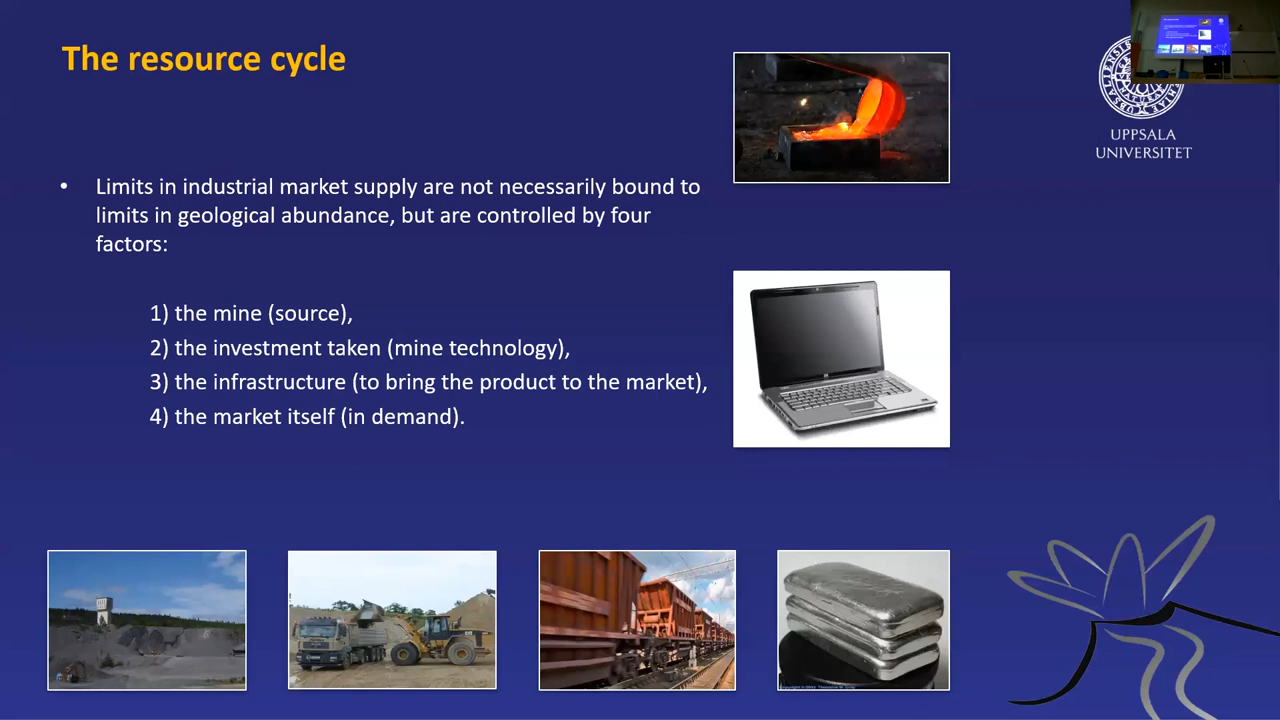 The resource cycle
• Limits in industrial market supply are not necessarily bound to
limits in geological abundance, but are controlled by four
factors:
1) the mine (source),
2) the investment taken (mine technology),
3) the infrastructure (to bring the product to the market),
4) the market itself (in demand).
UPPSALA
UNIVERSITET